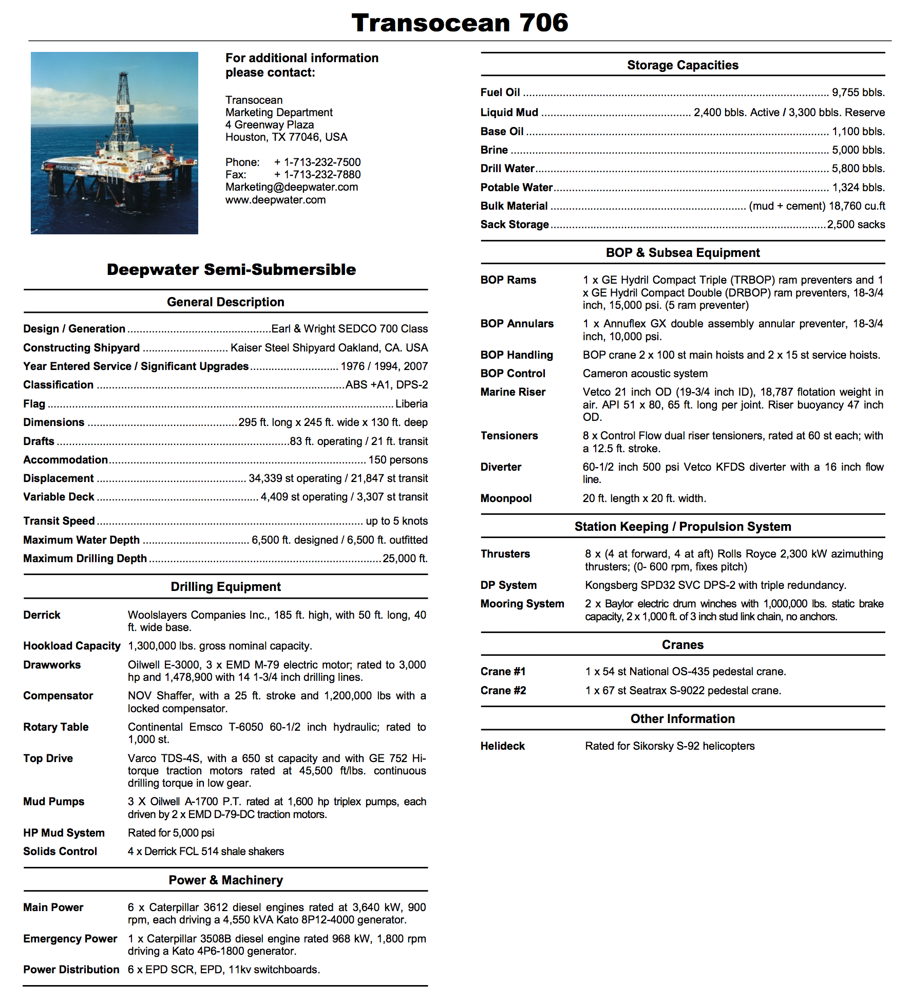 Transocean 706
For additional information
please contact:
Transocean
Marketing Department
4 Greenway Plaza
Houston, TX 77046, USA
Phone: + 1-713-232-7500
Fax: + 1-713-232-7880
Marketing@deepwater.com
www.deepwater.com
Deepwater Semi-Submersible
General Description
Design / Generation ................................................Earl & Wright SEDCO 700 Class
Constructing Shipyard ............................ Kaiser Steel Shipyard Oakland, CA. USA
Year Entered Service / Significant Upgrades............................. 1976 / 1994, 2007
Classification ..................................................................................ABS +A1, DPS-2
Flag ................................................................................................................... Liberia
Dimensions .................................................295 ft. long x 245 ft. wide x 130 ft. deep
Drafts .............................................................................83 ft. operating / 21 ft. transit
Accommodation..................................................................................... 150 persons
Displacement ................................................. 34,339 st operating / 21,847 st transit
Variable Deck ..................................................... 4,409 st operating / 3,307 st transit
Transit Speed ........................................................................................ up to 5 knots
Maximum Water Depth ................................... 6,500 ft. designed / 6,500 ft. outfitted
Maximum Drilling Depth .............................................................................25,000 ft.
Drilling Equipment
Derrick Woolslayers Companies Inc., 185 ft. high, with 50 ft. long, 40
ft. wide base.
Hookload Capacity 1,300,000 lbs. gross nominal capacity.
Drawworks Oilwell E-3000, 3 x EMD M-79 electric motor; rated to 3,000
hp and 1,478,900 with 14 1-3/4 inch drilling lines.
Compensator NOV Shaffer, with a 25 ft. stroke and 1,200,000 lbs with a
locked compensator.
Rotary Table Continental Emsco T-6050 60-1/2 inch hydraulic; rated to
1,000 st.
Top Drive Varco TDS-4S, with a 650 st capacity and with GE 752 Hi-
torque traction motors rated at 45,500 ft/lbs. continuous
drilling torque in low gear.
Mud Pumps 3 X Oilwell A-1700 P.T. rated at 1,600 hp triplex pumps, each
driven by 2 x EMD D-79-DC traction motors.
HP Mud System Rated for 5,000 psi
Solids Control 4 x Derrick FCL 514 shale shakers
Power & Machinery
Main Power 6 x Caterpillar 3612 diesel engines rated at 3,640 kW, 900
rpm, each driving a 4,550 kVA Kato 8P12-4000 generator.
Emergency Power 1 x Caterpillar 3508B diesel engine rated 968 kW, 1,800 rpm
driving a Kato 4P6-1800 generator.
Power Distribution 6 x EPD SCR, EPD, 11kv switchboards.
Storage Capacities
Fuel Oil ..................................................................................................... 9,755 bbls.
Liquid Mud ................................................. 2,400 bbls. Active / 3,300 bbls. Reserve
Base Oil .................................................................................................... 1,100 bbls.
Brine ......................................................................................................... 5,000 bbls.
Drill Water................................................................................................. 5,800 bbls.
Potable Water........................................................................................... 1,324 bbls.
Bulk Material ................................................................ (mud + cement) 18,760 cu.ft
Sack Storage...........................................................................................2,500 sacks
BOP & Subsea Equipment
BOP Rams 1 x GE Hydril Compact Triple (TRBOP) ram preventers and 1
x GE Hydril Compact Double (DRBOP) ram preventers, 18-3/4
inch, 15,000 psi. (5 ram preventer)
BOP Annulars 1 x Annuflex GX double assembly annular preventer, 18-3/4
inch, 10,000 psi.
BOP Handling BOP crane 2 x 100 st main hoists and 2 x 15 st service hoists.
BOP Control Cameron acoustic system
Marine Riser Vetco 21 inch OD (19-3/4 inch ID), 18,787 flotation weight in
air. API 51 x 80, 65 ft. long per joint. Riser buoyancy 47 inch
OD.
Tensioners 8 x Control Flow dual riser tensioners, rated at 60 st each; with
a 12.5 ft. stroke.
Diverter 60-1/2 inch 500 psi Vetco KFDS diverter with a 16 inch flow
line.
Moonpool 20 ft. length x 20 ft. width.
Station Keeping / Propulsion System
Thrusters 8 x (4 at forward, 4 at aft) Rolls Royce 2,300 kW azimuthing
thrusters; (0- 600 rpm, fixes pitch)
DP System Kongsberg SPD32 SVC DPS-2 with triple redundancy.
Mooring System 2 x Baylor electric drum winches with 1,000,000 lbs. static brake
capacity, 2 x 1,000 ft. of 3 inch stud link chain, no anchors.
Cranes
Crane #1 1 x 54 st National OS-435 pedestal crane.
Crane #2 1 x 67 st Seatrax S-9022 pedestal crane.
Other Information
Helideck Rated for Sikorsky S-92 helicopters